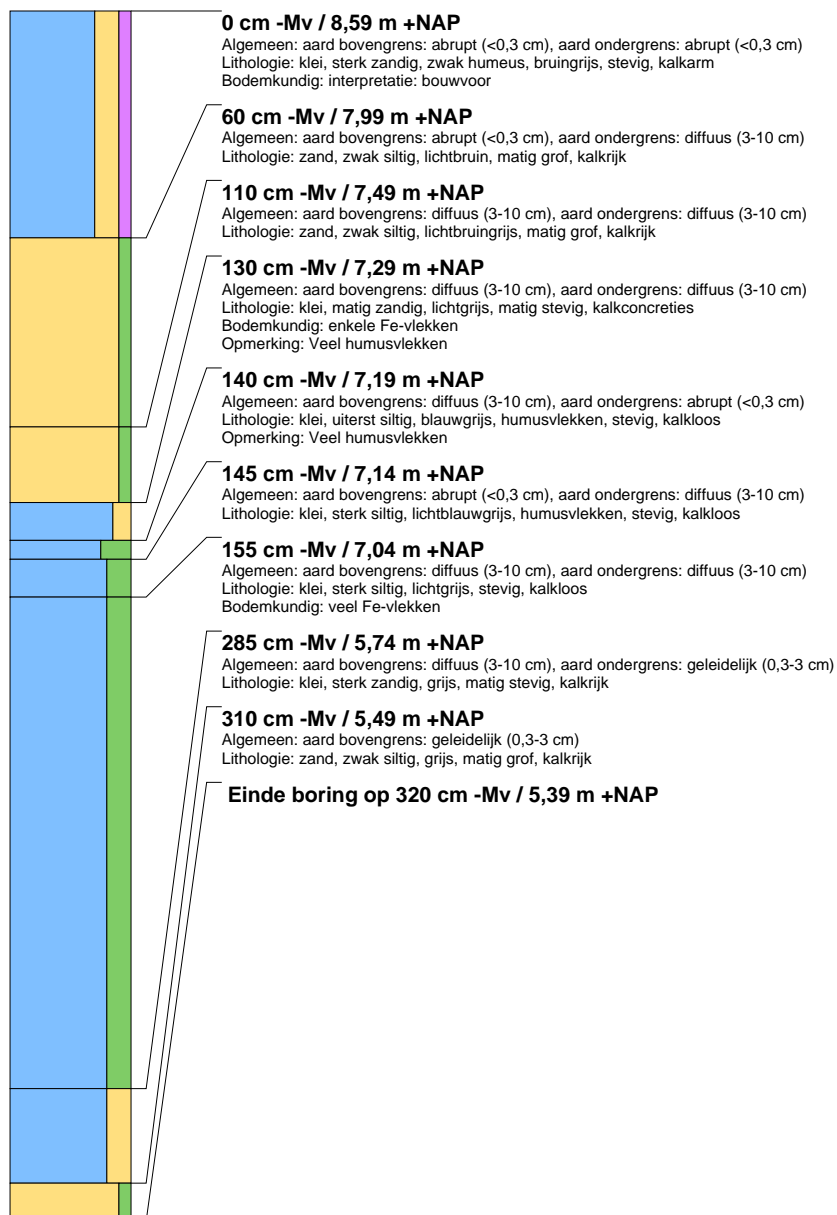 0 cm -Mv / 8,59 m +NAP
Algemeen: aard bovengrens: abrupt (<0,3 cm), aard ondergrens: abrupt (<0,3 cm)
Lithologie: klei, sterk zandig, zwak humeus, bruingrijs, stevig, kalkarm
Bodemkundig: interpretatie: bouwvoor
60 cm -Mv / 7,99 m +NAP
Algemeen: aard bovengrens: abrupt (<0,3 cm), aard ondergrens: diffuus (3-10 cm)
Lithologie: zand, zwak siltig, lichtbruin, matig grof, kalkrijk
110 cm -Mv / 7,49 m +NAP
Algemeen: aard bovengrens: diffuus (3-10 cm), aard ondergrens: diffuus (3-10 cm)
Lithologie: zand, zwak siltig, lichtbruingrijs, matig grof, kalkrijk
130 cm -Mv / 7,29 m +NAP
Algemeen: aard bovengrens: diffuus (3-10 cm), aard ondergrens: diffuus (3-10 cm)
Lithologie: klei, matig zandig, lichtgrijs, matig stevig, kalkconcreties
Bodemkundig: enkele Fe-vlekken
Opmerking: Veel humusvlekken
140 cm -Mv / 7,19 m +NAP
Algemeen: aard bovengrens: diffuus (3-10 cm), aard ondergrens: abrupt (<0,3 cm)
Lithologie: klei, uiterst siltig, blauwgrijs, humusvlekken, stevig, kalkloos
Opmerking: Veel humusvlekken
145 cm -Mv / 7,14 m +NAP
Algemeen: aard bovengrens: abrupt (<0,3 cm), aard ondergrens: diffuus (3-10 cm)
Lithologie: klei, sterk siltig, lichtblauwgrijs, humusvlekken, stevig, kalkloos
155 cm -Mv / 7,04 m +NAP
Algemeen: aard bovengrens: diffuus (3-10 cm), aard ondergrens: diffuus (3-10 cm)
Lithologie: klei, sterk siltig, lichtgrijs, stevig, kalkloos
Bodemkundig: veel Fe-vlekken
285 cm -Mv / 5,74 m +NAP
Algemeen: aard bovengrens: diffuus (3-10 cm), aard ondergrens: geleidelijk (0,3-3 cm)
Lithologie: klei, sterk zandig, grijs, matig stevig, kalkrijk
310 cm -Mv / 5,49 m +NAP
Algemeen: aard bovengrens: geleidelijk (0,3-3 cm)
Lithologie: zand, zwak siltig, grijs, matig grof, kalkrijk
Einde boring op 320 cm -Mv / 5,39 m +NAP